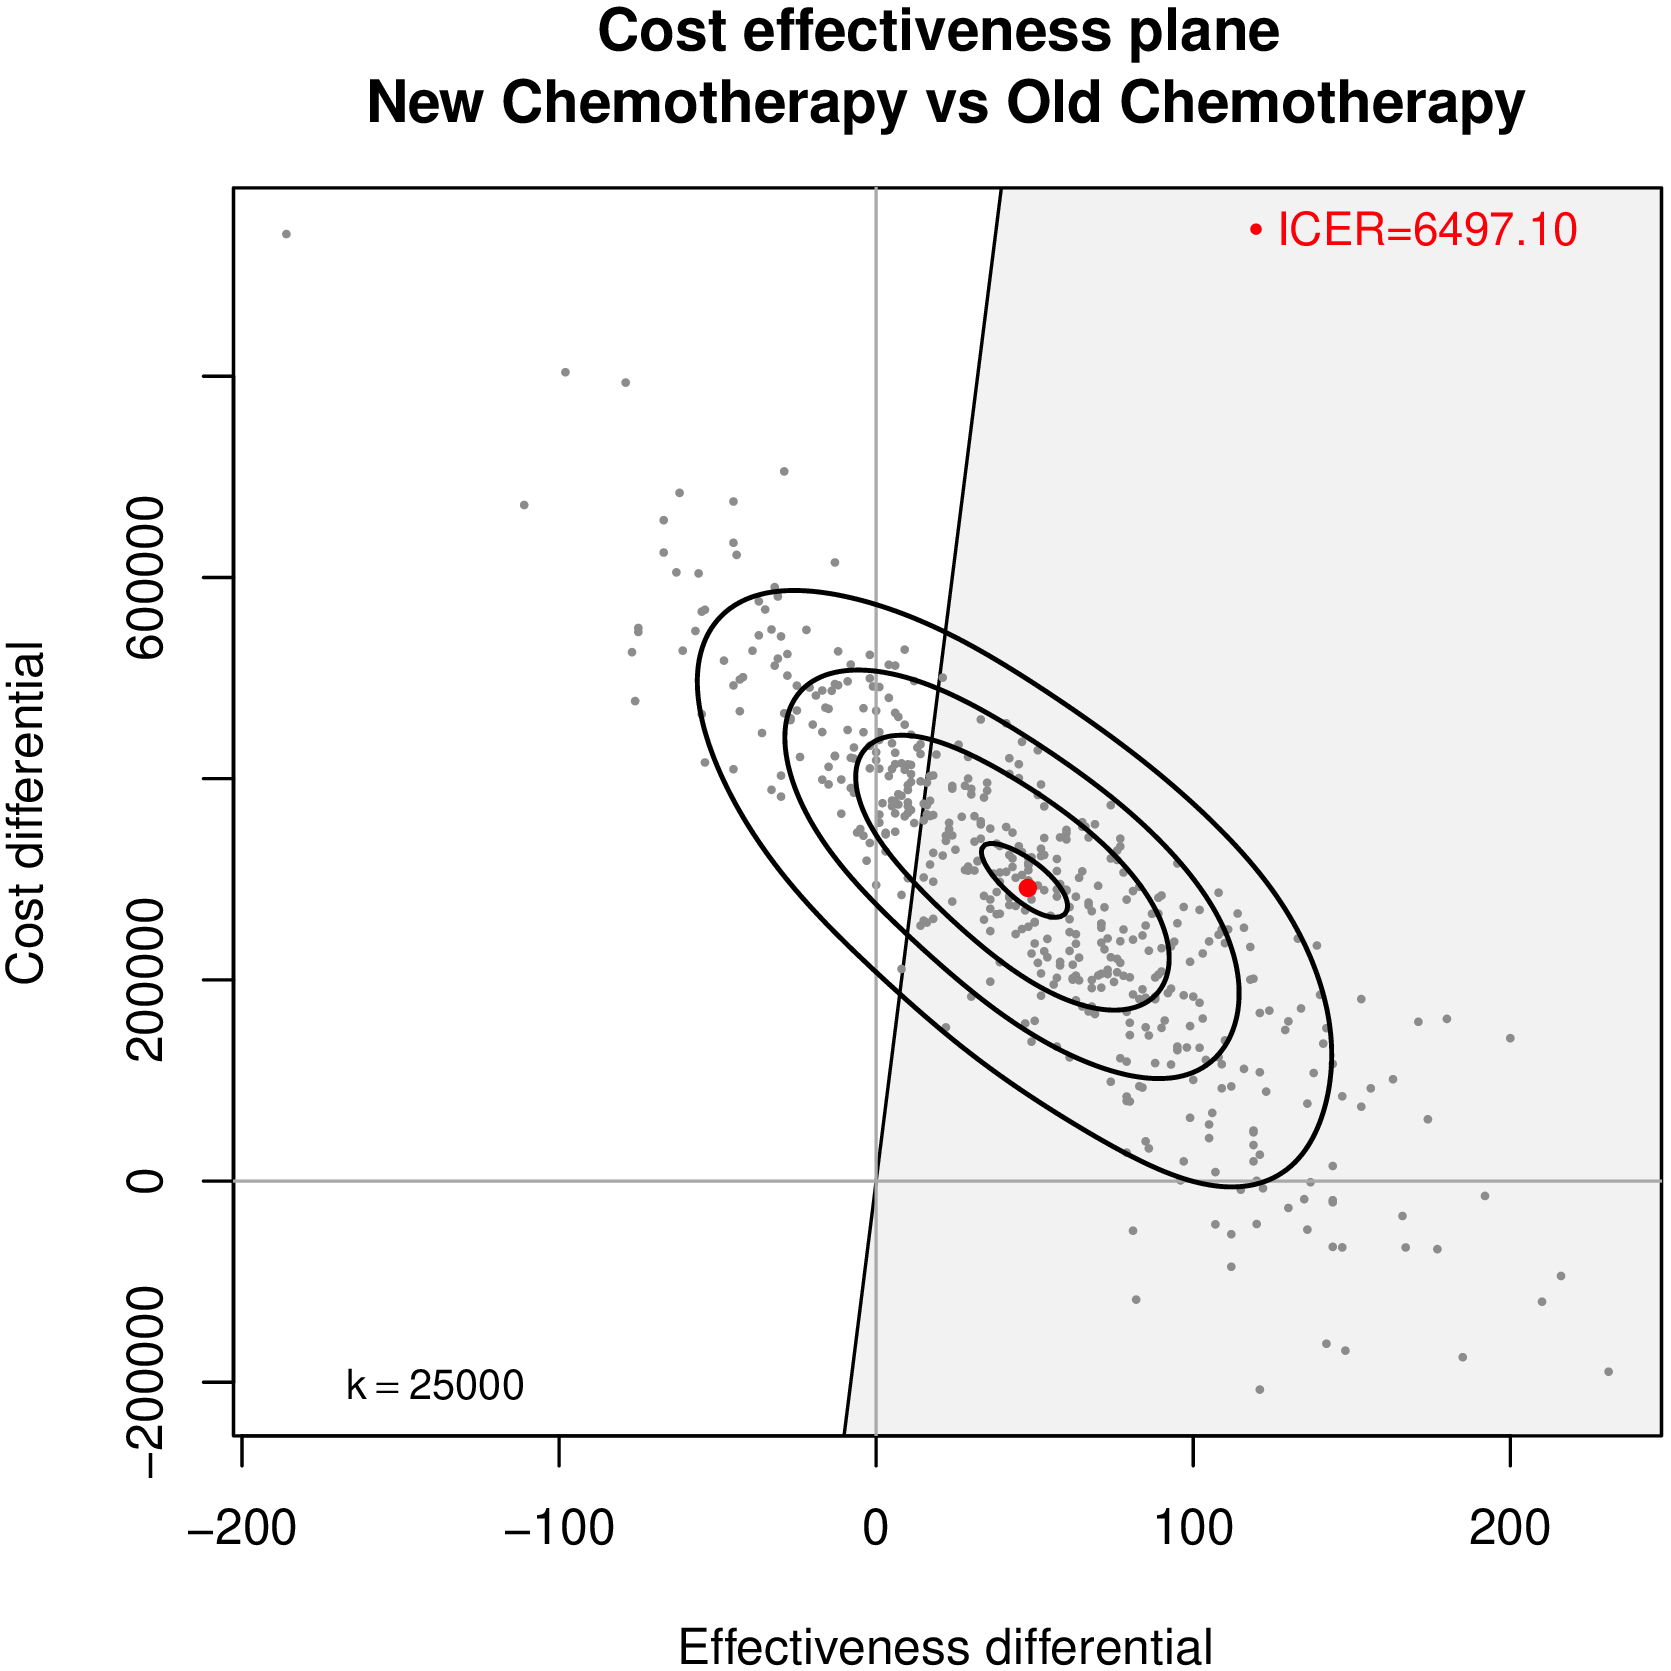 Cost effectiveness plane
New Chemotherapy vs Old Chemotherapy
ICER=6497.10
Cost differential
600000
200000
0
−200000
k = 25000
−200 −100 0 100 200
Effectiveness differential